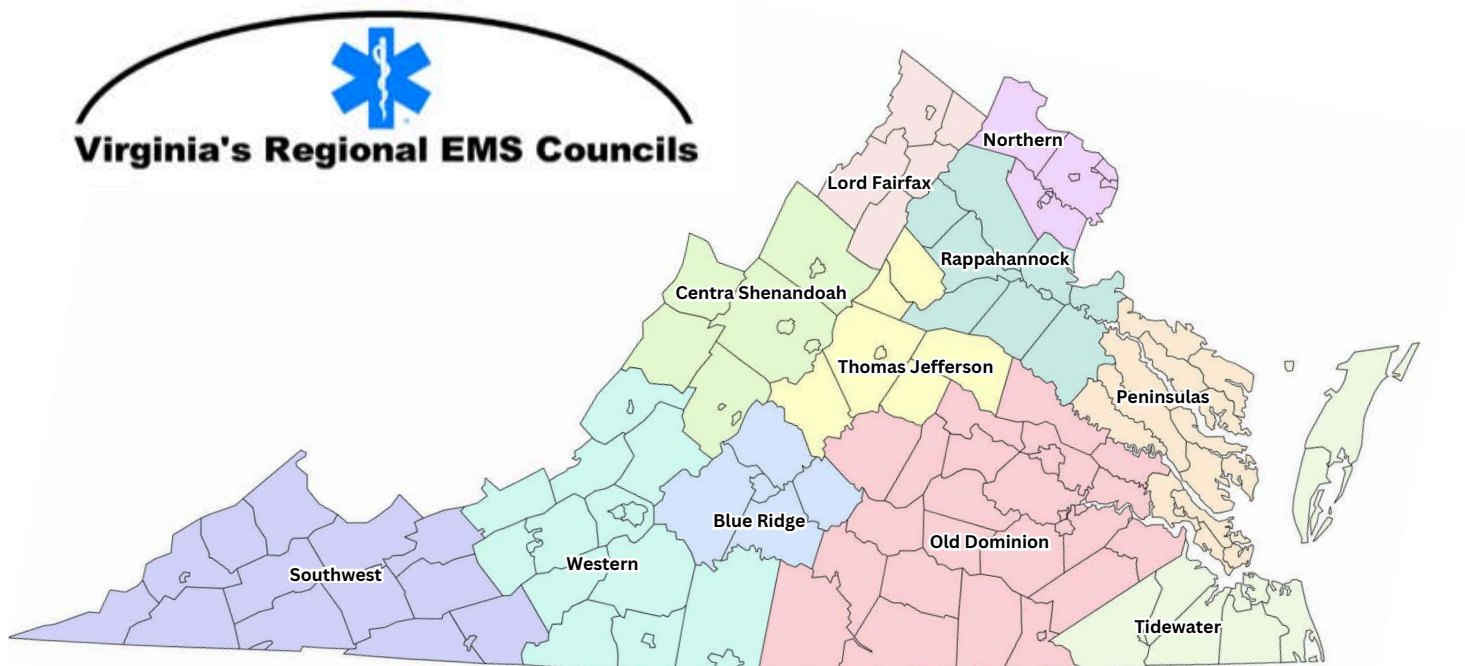 Virginia's Regional EMS Councils
Northern
Lord Fairfax
Rappahannock
Centra Shenandoah
Thomas Jefferson
Peninsulas
Blue Ridge
Old Dominion
Western
Southwest
Tidewater